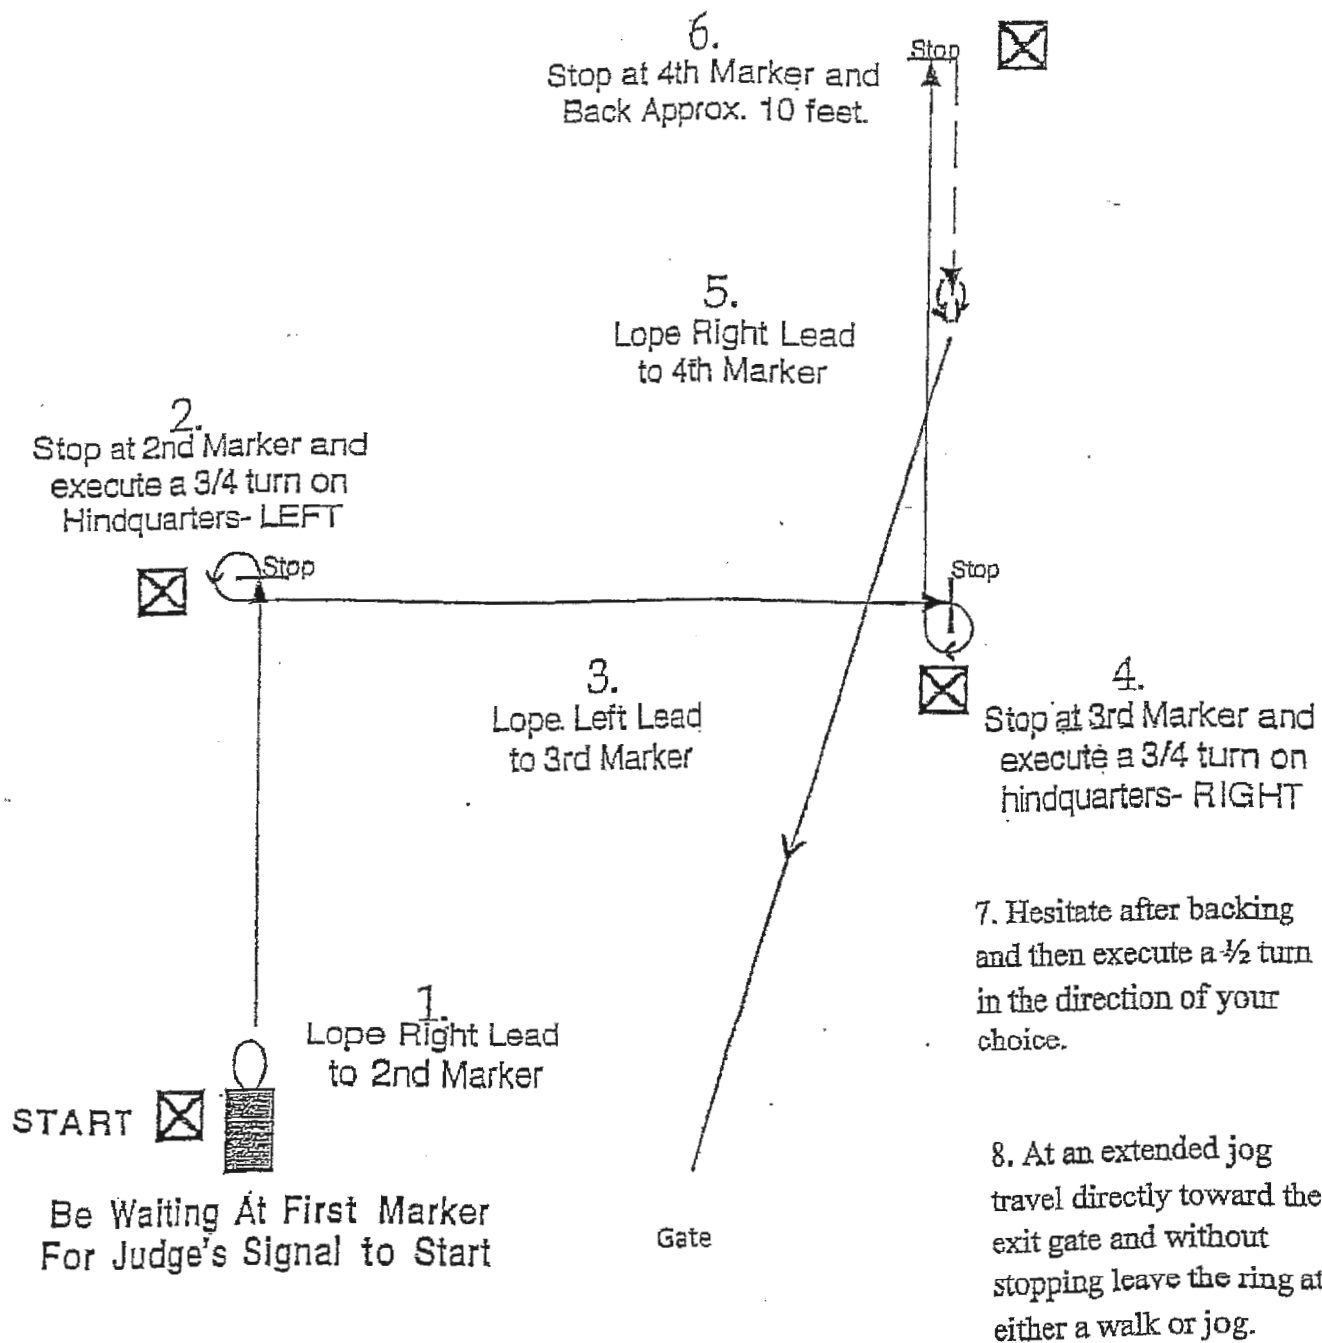 6.
Stop at 4th Marker and
Back Approx. 10 feet.
Stop
5.
Lope Right Lead
to 4th Marker
2.
Stop at 2nd Marker and
execute a 3/4 turn on
Hindquarters- LEFT
Stop
Stop
3.
Lope Left Lead
to 3rd Marker
4.
Stop at 3rd Marker and
execute a 3/4 turn on
hindquarters- RIGHT
7. Hesitate after backing
and then execute a ½ turn
in the direction of your
choice.
1.
Lope Right Lead
to 2nd Marker
START
Be Waiting At First Marker
For Judge's Signal to Start
Gate
8. At an extended jog
travel directly toward the
exit gate and without
stopping leave the ring at
either a walk or jog.